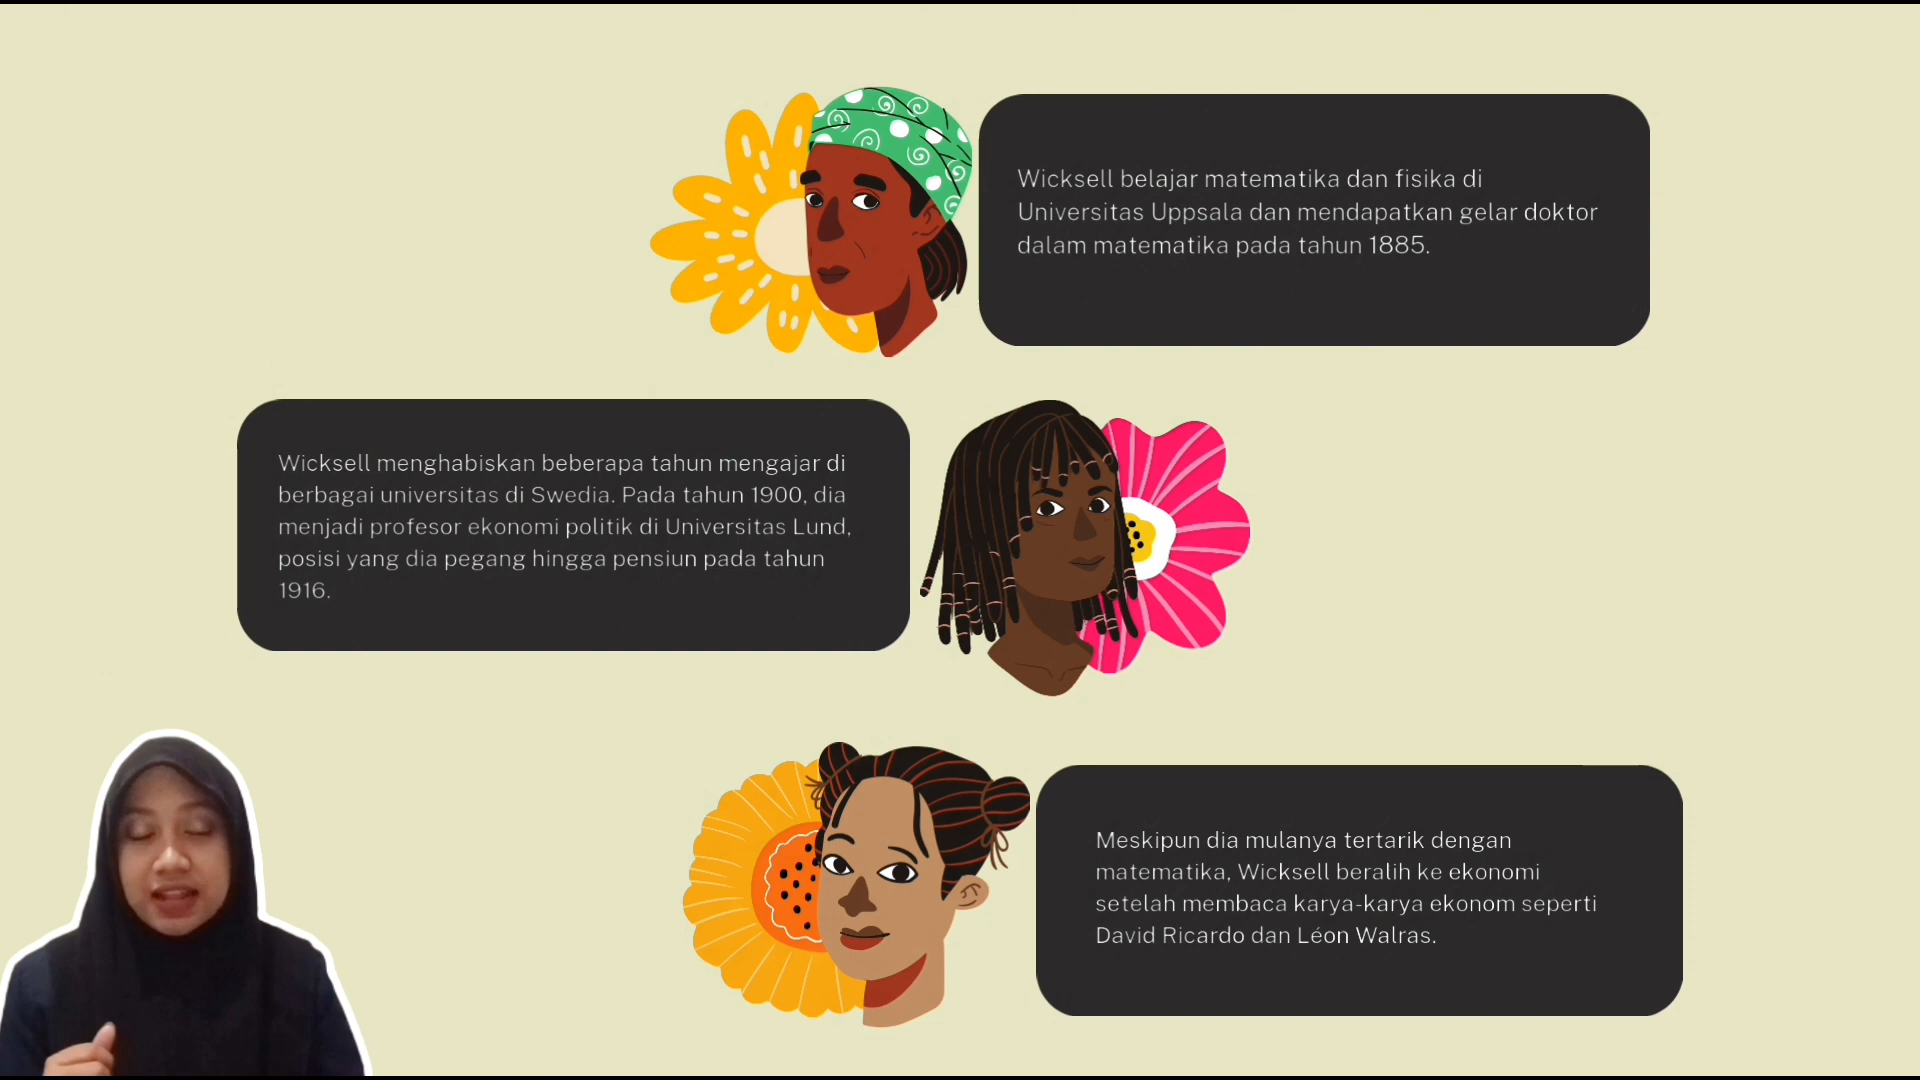 Wicksell belajar matematika dan fisika di
Universitas Uppsala dan mendapatkan gelar doktor
dalam matematika pada tahun 1885.
Wicksell menghabiskan beberapa tahun mengajar di
berbagai universitas di Swedia. Pada tahun 1900, dia
menjadi profesor ekonomi politik di Universitas Lund,
posisi yang dia pegang hingga pensiun pada tahun
1916.
Meskipun dia mulanya tertarik dengan
matematika, Wicksell beralih ke ekonomi
setelah membaca karya-karya ekonom seperti
David Ricardo dan Léon Walras.